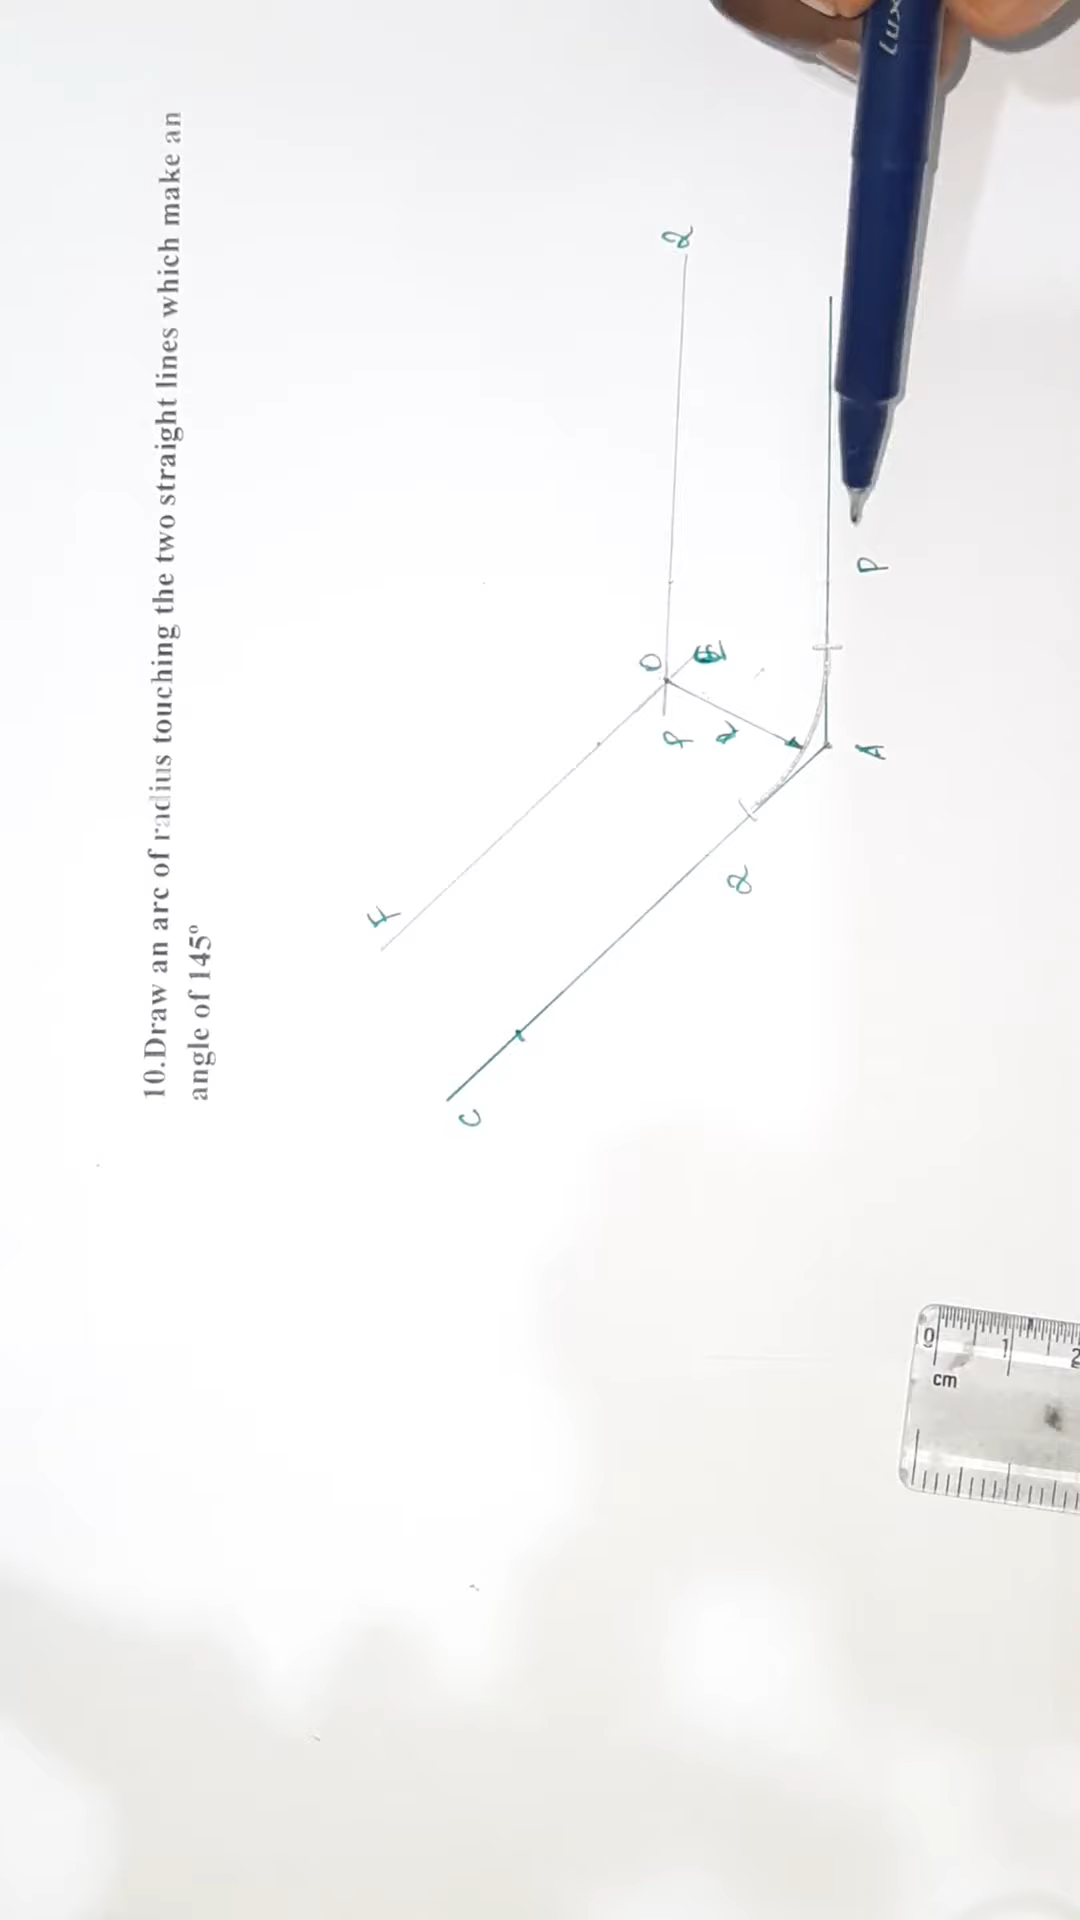 10.Draw an arc of radius touching the two straight lines which make an
angle of 145°
C
F
Q
A
P
O
P
R
E
Q
LUXO
0
1
2
cm